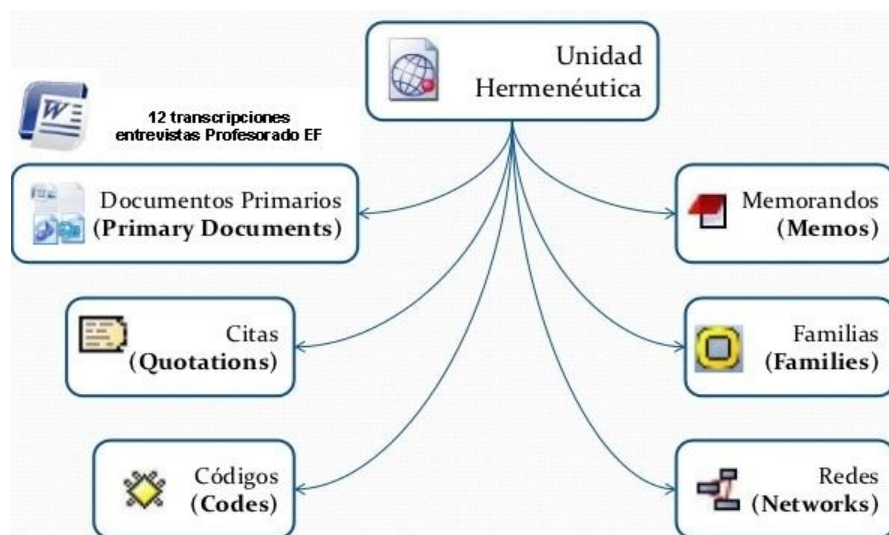 Unidad
Hermenéutica
12 transcripciones
entrevistas Profesorado EF
Documentos Primarios
(Primary Documents)
Memorandos
(Memos)
Citas
(Quotations)
Familias
(Families)
Códigos
(Codes)
Redes
(Networks)